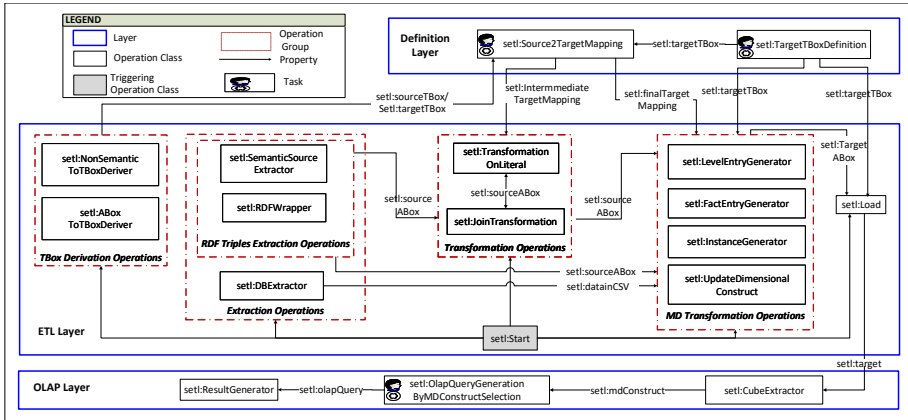 LEGEND
Layer
Operation Class
Triggering
Operation Class
Operation
Group
Property
Task
Definition
Layer
setl:Source2TargetMapping
setl:targetTBox
setl:TargetTBoxDefinition
setl:sourceTBox/
Setl:targetTBox
setl:Intermmediate
TargetMapping
setl:finalTarget
Mapping
setl:targetTBox
setl:targetTBox
setl:NonSemantic
ToTBoxDeriver
setl:ABox
ToTBoxDeriver
TBox Derivation Operations
setl:SemanticSource
Extractor
setl:RDFWrapper
RDF Triples Extraction Operations
setl:DBExtractor
Extraction Operations
setl:source
ABox
setl:Transformation
OnLiteral
setl:sourceABox
setl:JoinTransformation
Transformation Operations
setl:source
ABox
setl:sourceABox
setl:datainCSV
setl:LevelEntryGenerator
setl:FactEntryGenerator
setl:InstanceGenerator
setl:UpdateDimensional
Construct
MD Transformation Operations
setl:Target
ABox
setl:Load
ETL Layer
setl:Start
setl:target
OLAP Layer
setl:ResultGenerator
setl:olapQuery
setl:OlapQueryGeneration
ByMDConstructSelection
setl:mdConstruct
setl:CubeExtractor